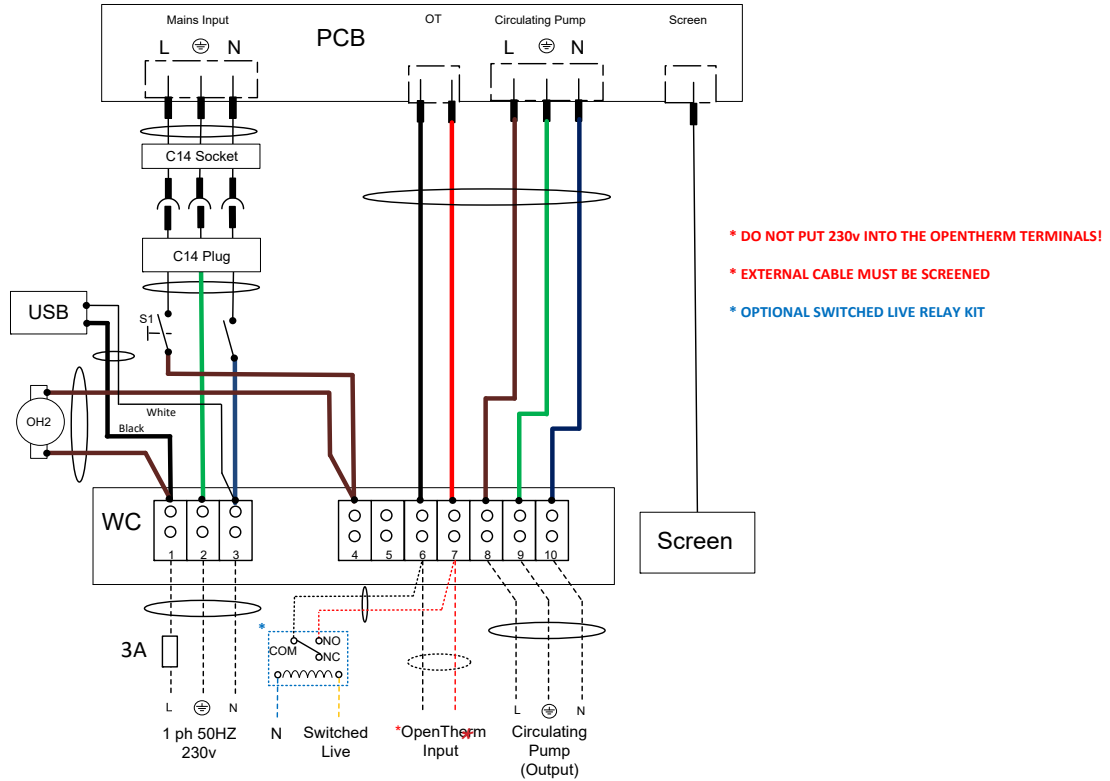 Mains Input
OT
Circulating Pump
Screen
PCB
L
N
L
N
C14 Socket
C14 Plug
* DO NOT PUT 230v INTO THE OPENTHERM TERMINALS!
* EXTERNAL CABLE MUST BE SCREENED
* OPTIONAL SWITCHED LIVE RELAY KIT
USB
S1
White
Black
OH2
WC
1
2
3
4
5
6
7
8
9
10
Screen
3A
*
COM
NO
NC
L
N
1 ph 50HZ
230v
N
Switched
Live
*OpenTherm
Input
*
L
N
Circulating
Pump
(Output)